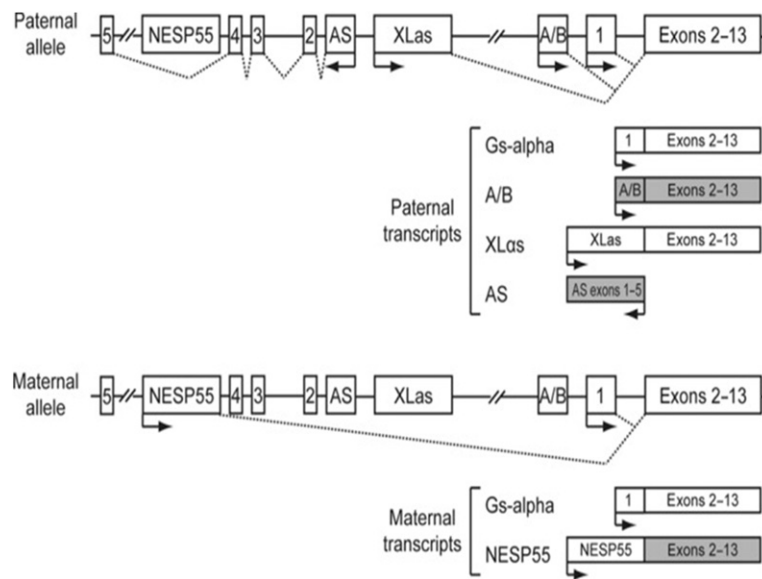 Paternal allele
5 NESP55 4 3 2 AS XLas A/B 1 Exons 2–13
Gs-alpha 1 Exons 2–13
A/B A/B Exons 2–13
Paternal transcripts
XLαs XLas Exons 2–13
AS AS exons 1–5
Maternal allele
5 NESP55 4 3 2 AS XLas A/B 1 Exons 2–13
Gs-alpha 1 Exons 2–13
Maternal transcripts
NESP55 NESP55 Exons 2–13